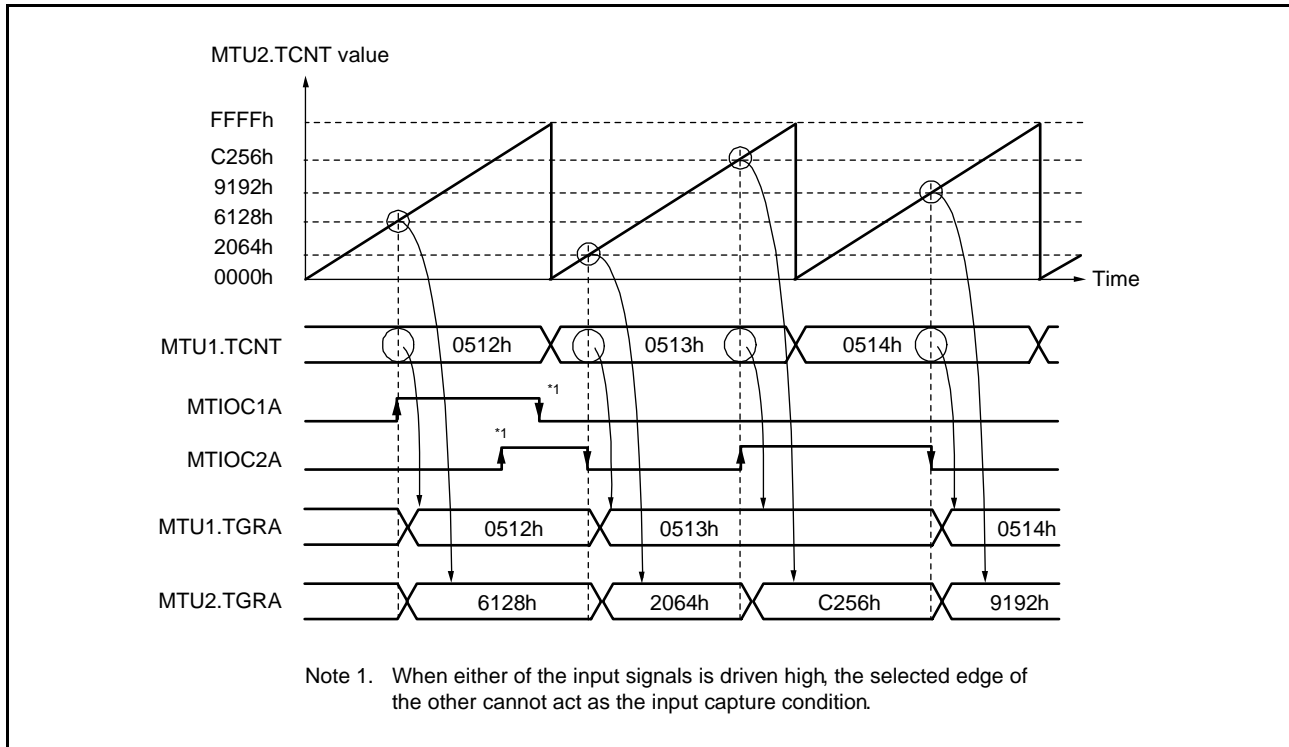 MTU2.TCNT value
FFFFh
C256h
9192h
6128h
2064h
0000h
Time
MTU1.TCNT 0512h 0513h 0514h
MTIOC1A *1
MTIOC2A *1
MTU1.TGRA 0512h 0513h 0514h
MTU2.TGRA 6128h 2064h C256h 9192h
Note 1. When either of the input signals is driven high, the selected edge of
the other cannot act as the input capture condition.